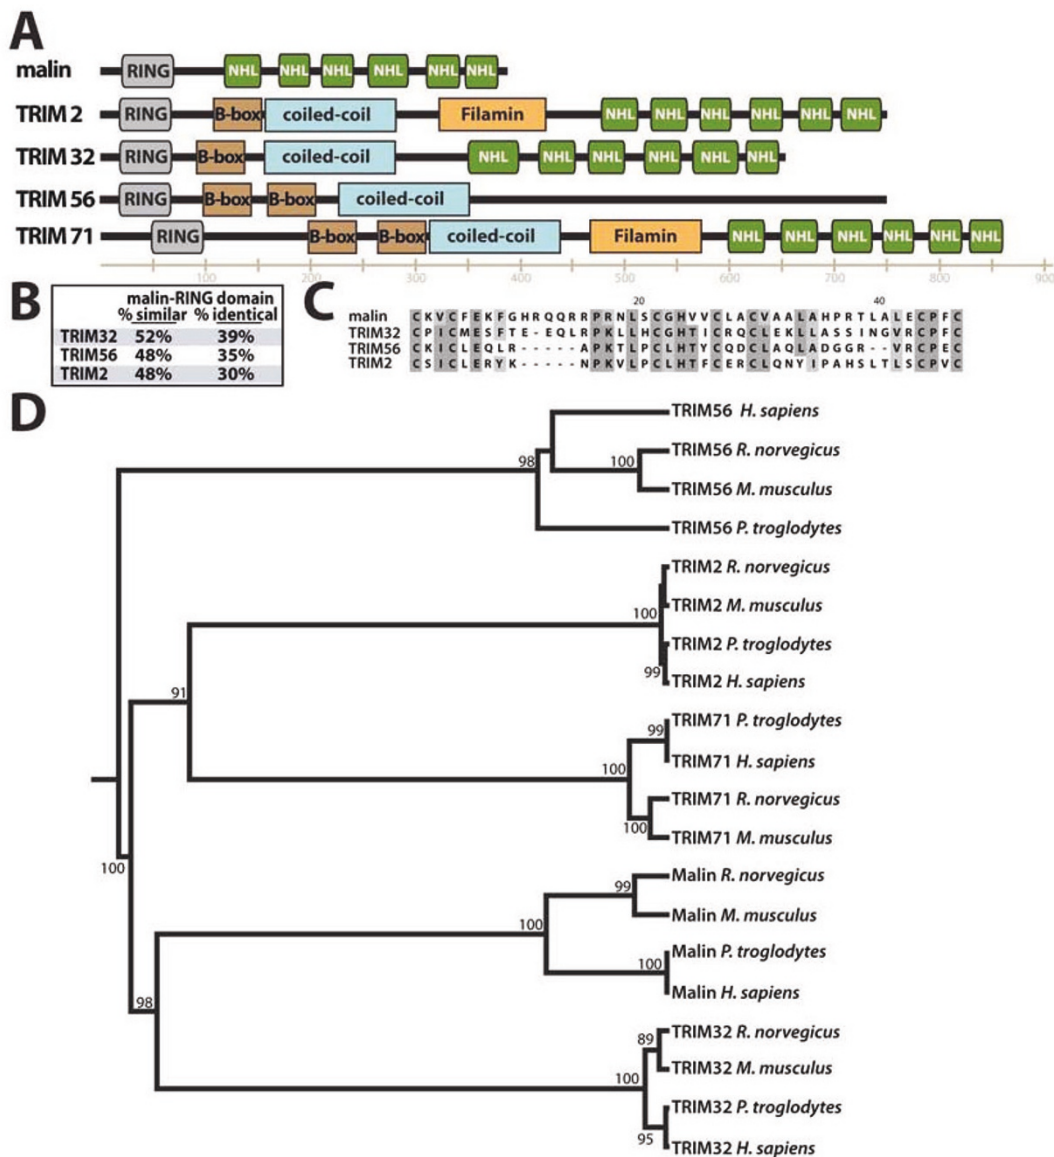 A
malin RING NHL NHL NHL NHL NHL NHL
TRIM 2 RING B-box coiled-coil Filamin NHL NHL NHL NHL NHL NHL
TRIM 32 RING B-box coiled-coil NHL NHL NHL NHL NHL NHL
TRIM 56 RING B-box B-box coiled-coil
TRIM 71 RING B-box B-box coiled-coil Filamin NHL NHL NHL NHL NHL NHL
100 200 300 400 500 600 700 800 900
B
malin-RING domain
% similar % identical
TRIM32 52% 39%
TRIM56 48% 35%
TRIM2 48% 30%
C
20 40
malin CKVCFEKFGHRQQRRPRNLSCGHVVCLACVAALAHPRTLALECPFC
TRIM32 CPICMESFTE-EQLRPKLLHCGHTICRQCLEKLLASSINGVRCPFC
TRIM56 CKICLEQLR-----APKTLPCLHTYCQDCLAQLADGGR--VRCPEC
TRIM2 CSICLERYK-----NPKVLPCLHTFCERCLQNYIPAHSLTLSCPVC
D
TRIM56 H. sapiens
98 100 TRIM56 R. norvegicus
TRIM56 M. musculus
TRIM56 P. troglodytes
TRIM2 R. norvegicus
100 TRIM2 M. musculus
TRIM2 P. troglodytes
99 TRIM2 H. sapiens
91
TRIM71 P. troglodytes
99
100 TRIM71 H. sapiens
TRIM71 R. norvegicus
100 TRIM71 M. musculus
100
Malin R. norvegicus
99
Malin M. musculus
100
Malin P. troglodytes
100
Malin H. sapiens
98
TRIM32 R. norvegicus
89
TRIM32 M. musculus
100
TRIM32 P. troglodytes
95 TRIM32 H. sapiens